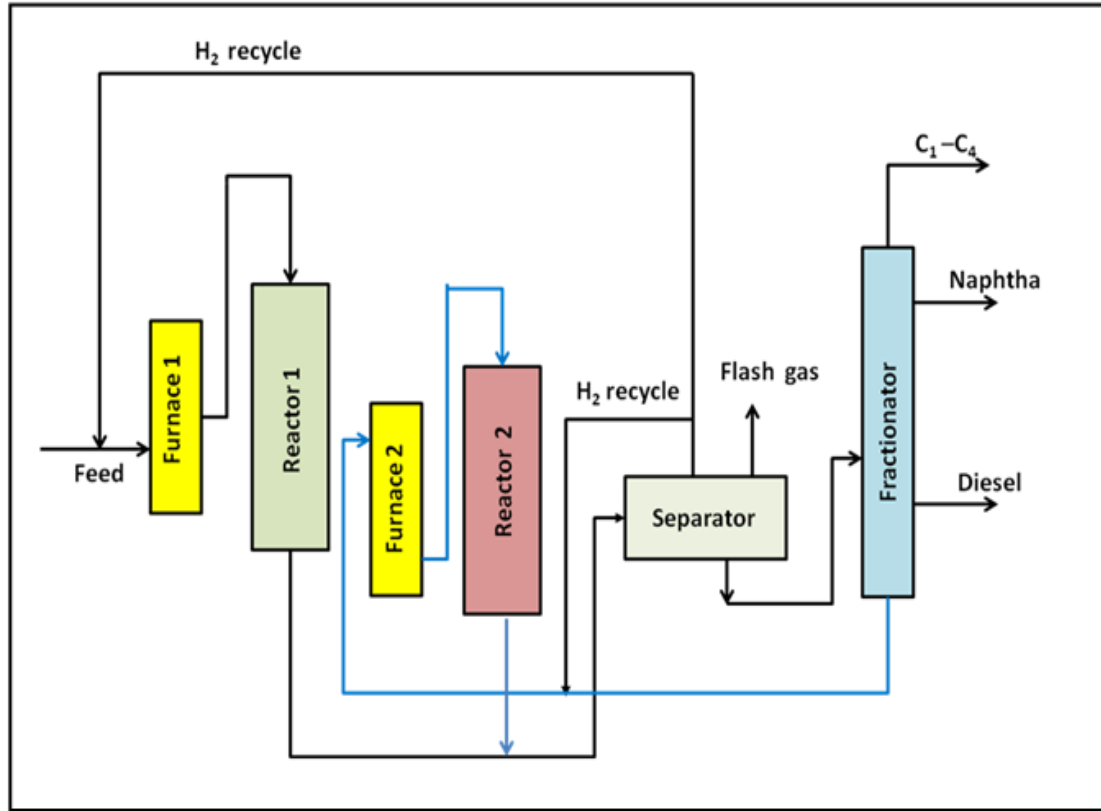 H₂ recycle
C₁–C₄
Naphtha
Furnace 1
Reactor 1
Flash gas
H₂ recycle
Feed
Furnace 2
Reactor 2
Separator
Fractionator
Diesel